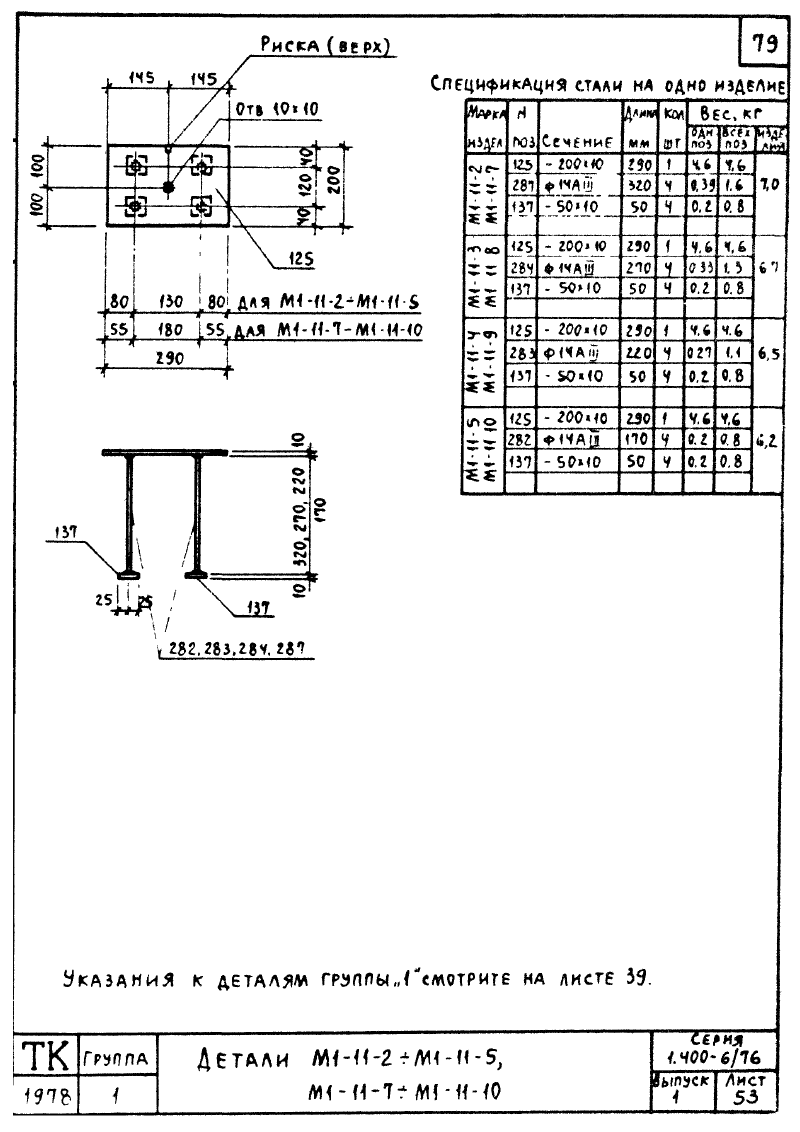 79
Риска (верх)
145 145
Отв 10×10
100 100
40 120 40
200
125
80 130 80 для М1-11-2÷М1-11-5
55 180 55 для М1-11-7-М1-11-10
290
10
320, 270, 220
170
10
137
25 25
137
282, 283, 284, 287
Спецификация стали на одно изделие
Марка издел N поз Сечение Длина мм Кол шт Вес, кг
одн поз всех поз изделия
М1-11-2 М1-11-7
125 -200×10 290 1 4,6 4,6 7,0
287 ф14АIII 320 4 0,39 1,6
137 -50×10 50 4 0.2 0,8
М1-11-3 М1 11 8
125 -200×10 290 1 4,6 4,6 6 7
284 ф14АIII 270 4 0.33 1,3
137 -50×10 50 4 0.2 0.8
М1-11-4 М1-11-9
125 -200×10 290 1 4.6 4.6 6,5
283 ф14АIII 220 4 0.27 1,1
137 -50×10 50 4 0.2 0,8
М1-11-5 М1-11-10
125 -200×10 290 1 4,6 4,6 6,2
282 ф14АIII 170 4 0.2 0,8
137 -50×10 50 4 0.2 0.8
Указания к деталям группы „1“ смотрите на листе 39.
ТК Группа
1978 1
Детали М1-11-2÷М1-11-5,
М1-11-7÷М1-11-10
Серия
1.400-6/76
Выпуск 1
Лист 53